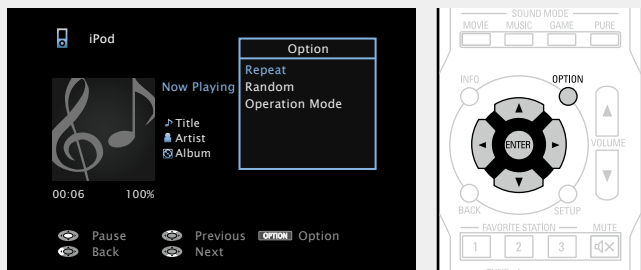 iPod
Option
Repeat
Random
Operation Mode
Now Playing
Title
Artist
Album
00:06 100%
Pause Previous OPTION Option
Back Next
SOUND MODE
MOVIE MUSIC GAME PURE
INFO OPTION
ENTER
VOLUME
BACK SETUP
FAVORITE STATION MUTE
1 2 3